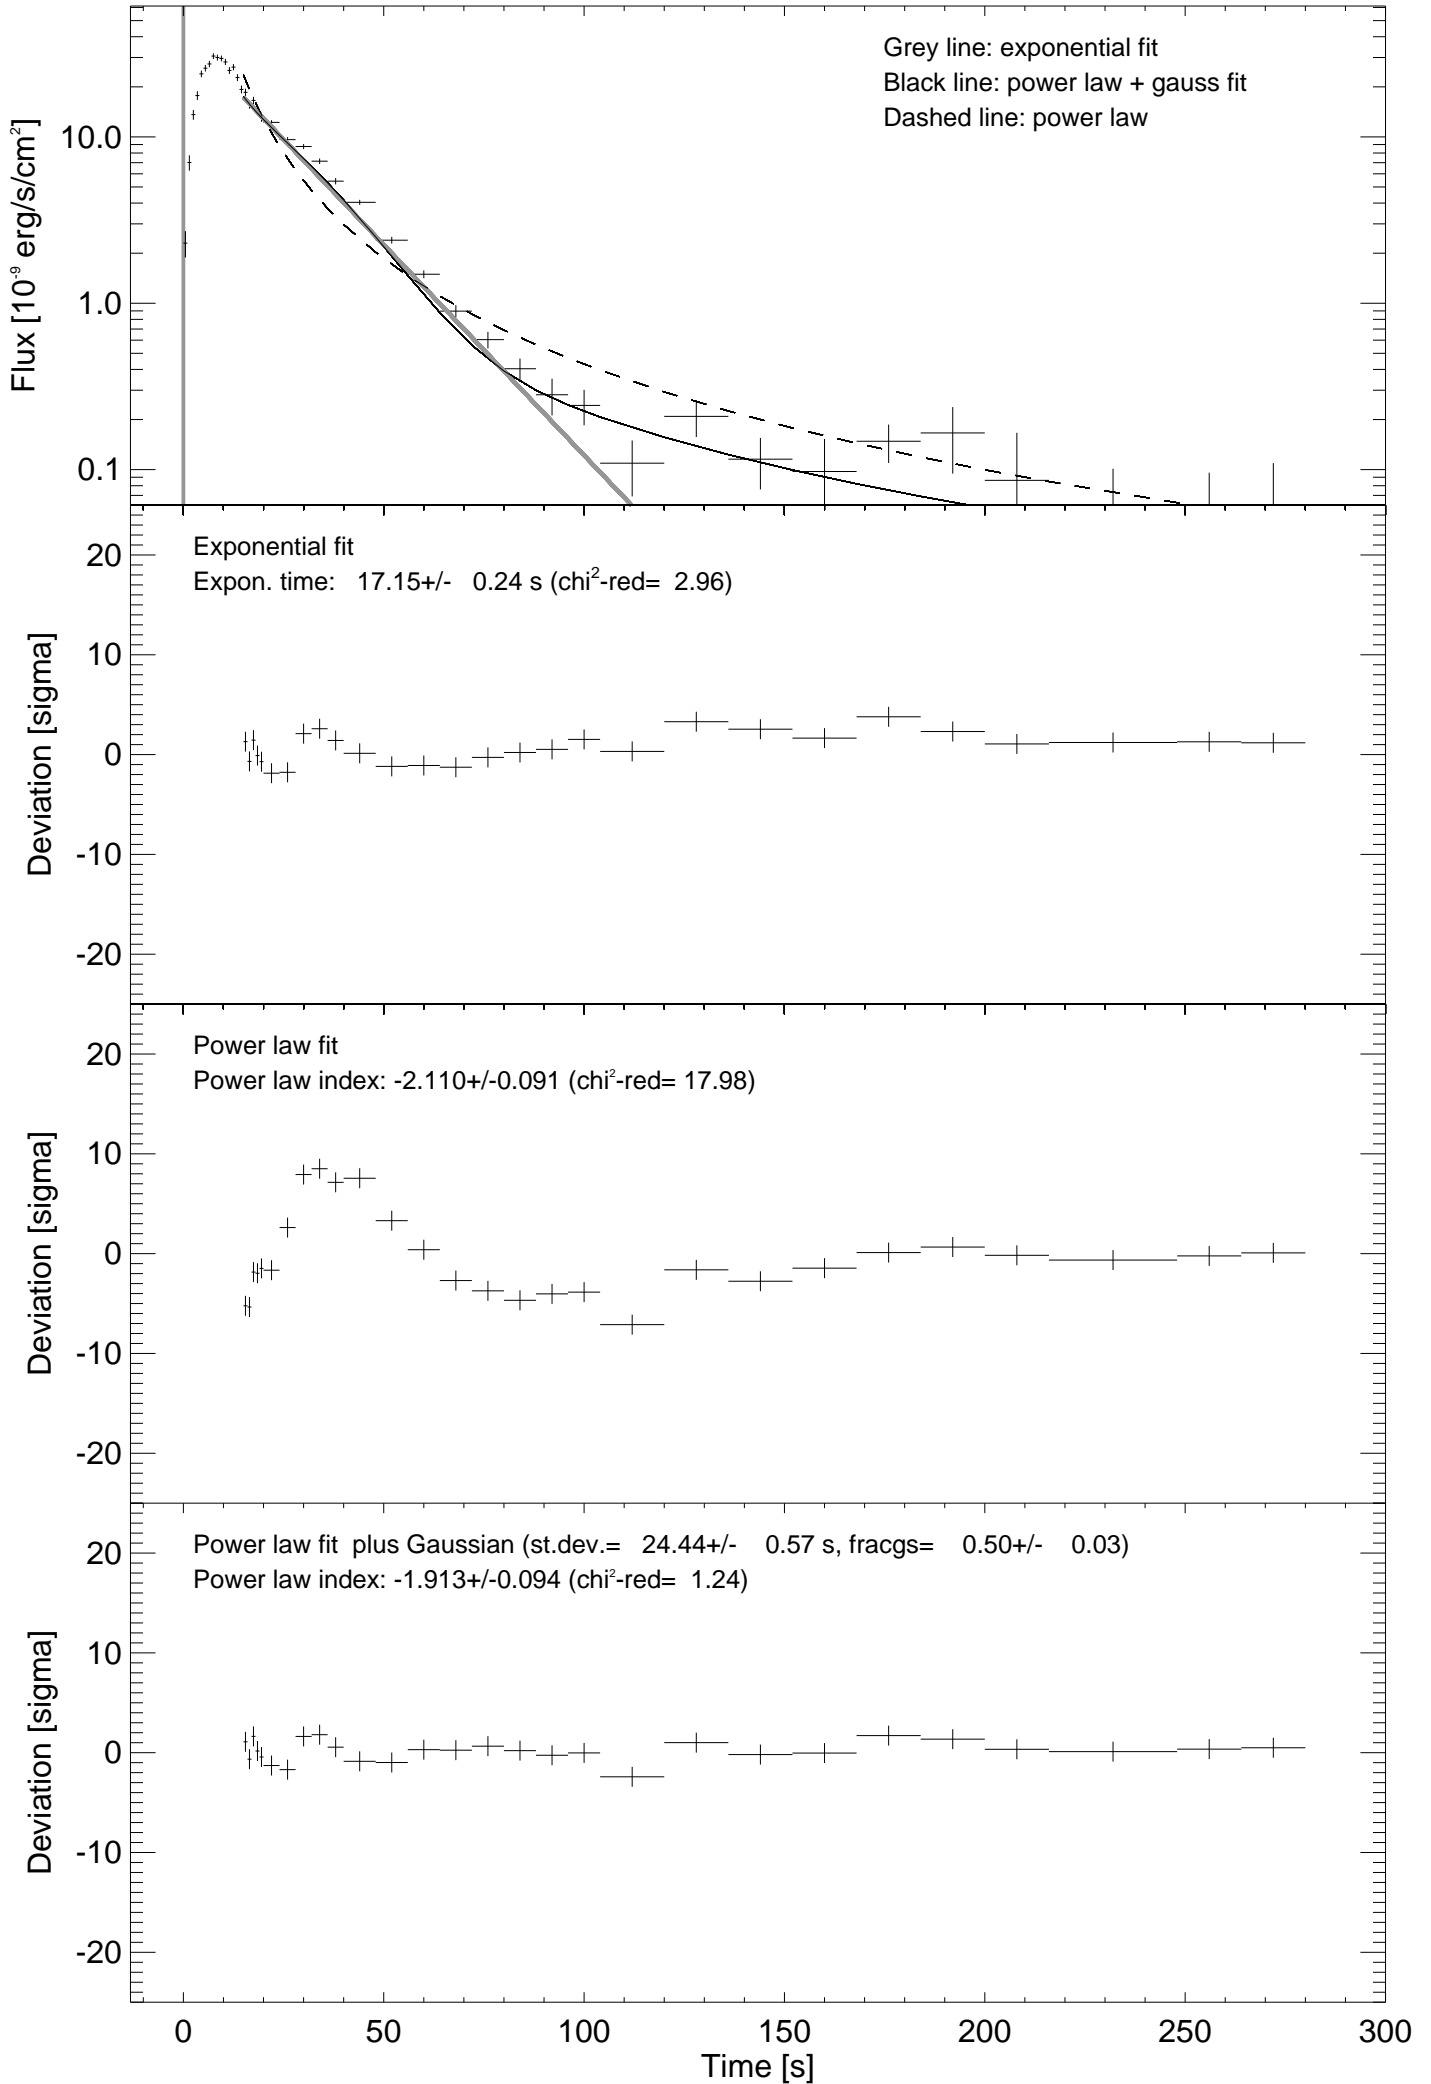 Grey line: exponential fit
Black line: power law + gauss fit
Dashed line: power law
Flux [10⁻⁹ erg/s/cm²]
10.0
1.0
0.1
Exponential fit
Expon. time: 17.15+/- 0.24 s (chi²-red= 2.96)
Deviation [sigma]
20
10
0
-10
-20
Power law fit
Power law index: -2.110+/-0.091 (chi²-red= 17.98)
Deviation [sigma]
20
10
0
-10
-20
Power law fit plus Gaussian (st.dev.= 24.44+/- 0.57 s, fracgs= 0.50+/- 0.03)
Power law index: -1.913+/-0.094 (chi²-red= 1.24)
Deviation [sigma]
20
10
0
-10
-20
0 50 100 150 200 250 300
Time [s]